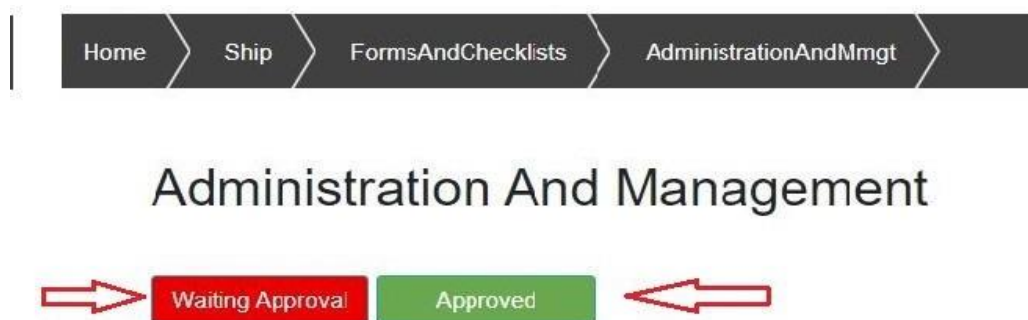 Home Ship FormsAndChecklists AdministrationAndMmgt
Administration And Management
Waiting Approval Approved